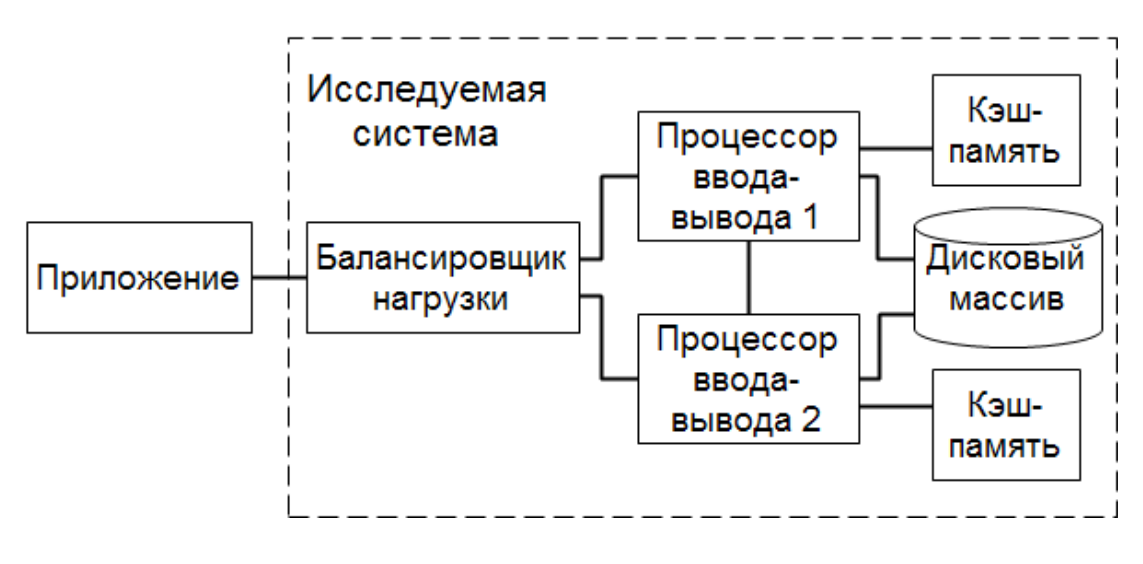 Исследуемая
система
Приложение
Балансировщик
нагрузки
Процессор
ввода-
вывода 1
Процессор
ввода-
вывода 2
Кэш-
память
Дисковый
массив
Кэш-
память